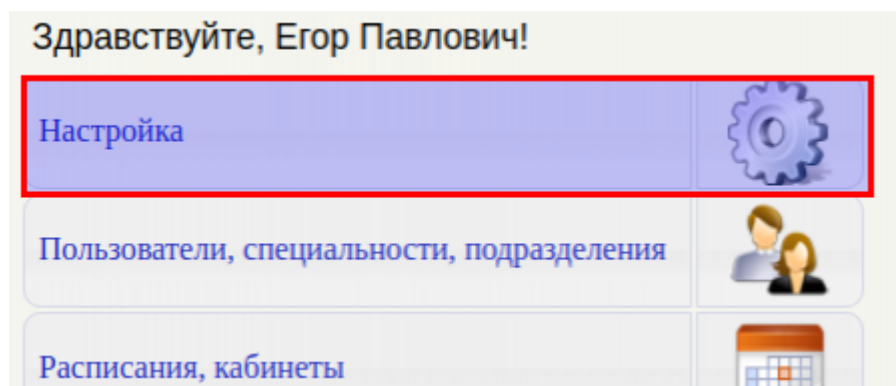 Здравствуйте, Егор Павлович!
Настройка
Пользователи, специальности, подразделения
Расписания, кабинеты